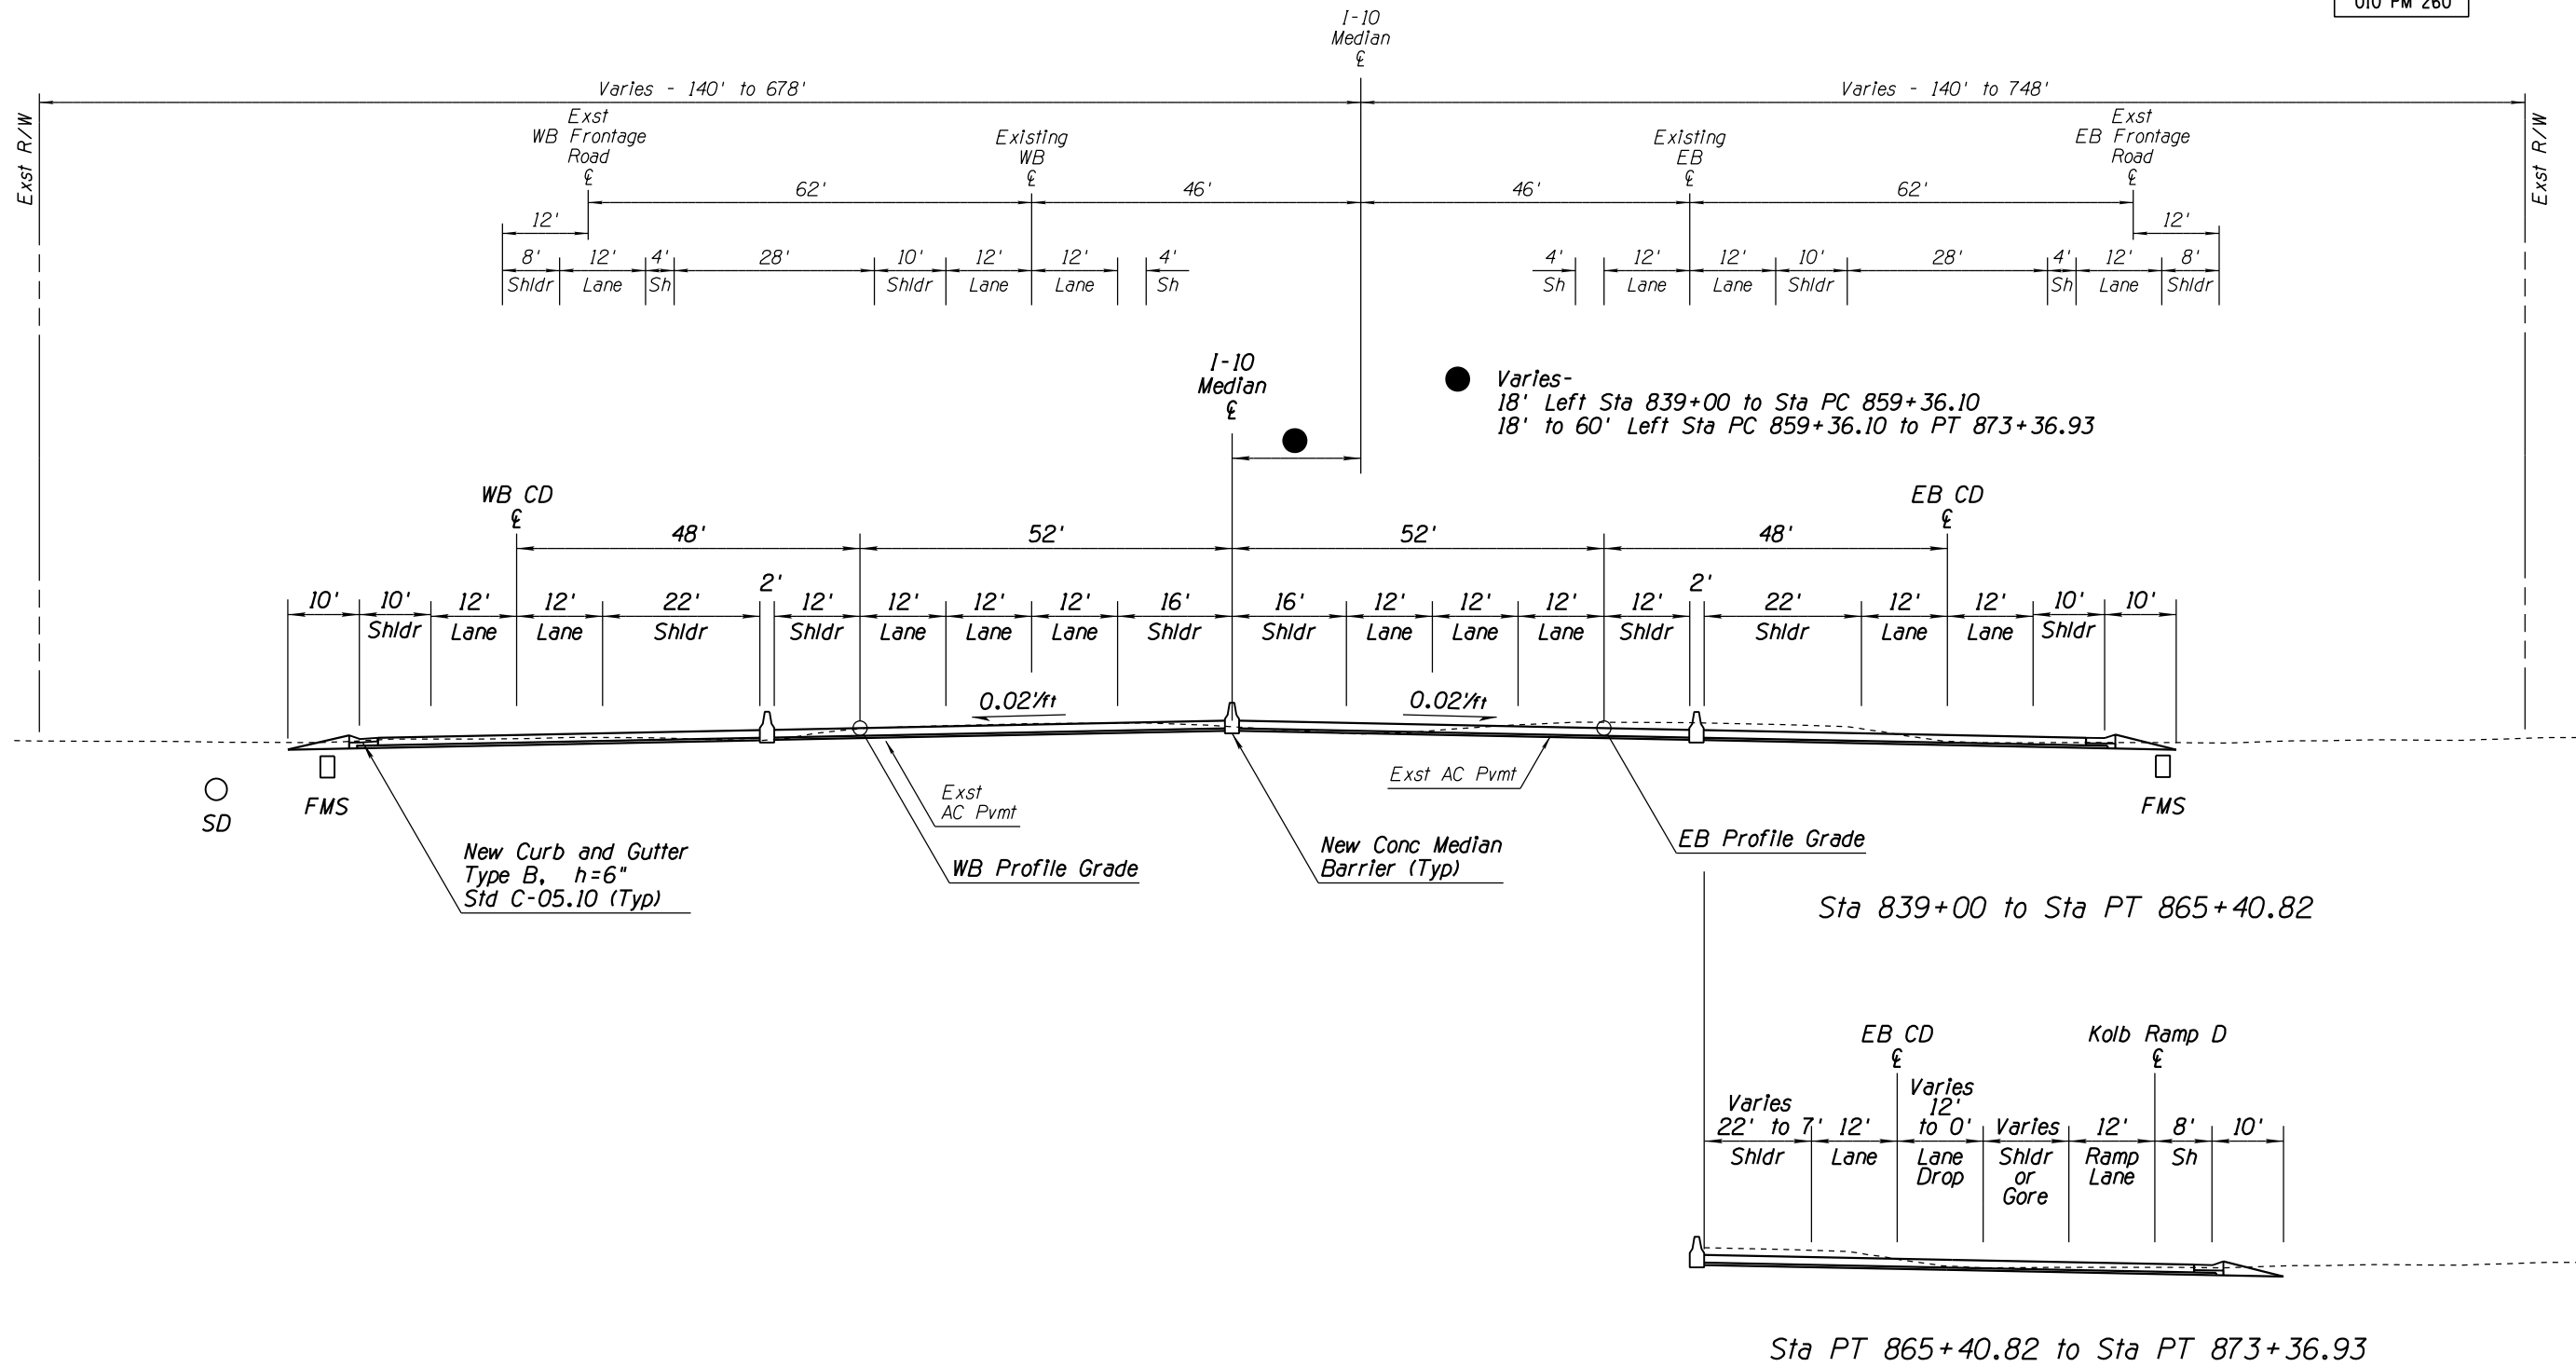 010 PM 260
I-10
Median
℄
Varies - 140' to 678'
Varies - 140' to 748'
Exst R/W
Exst R/W
Exst
WB Frontage
Road
℄
Existing
WB
℄
Existing
EB
℄
Exst
EB Frontage
Road
℄
62'
46'
46'
62'
12'
12'
8'
12'
4'
28'
10'
12'
12'
4'
Shldr
Lane
Sh
Shldr
Lane
Lane
Sh
4'
12'
12'
10'
28'
4'
12'
8'
Sh
Lane
Lane
Shldr
Sh
Lane
Shldr
I-10
Median
℄
Varies-
18' Left Sta 839+00 to Sta PC 859+36.10
18' to 60' Left Sta PC 859+36.10 to PT 873+36.93
WB CD
℄
EB CD
℄
48'
52'
52'
48'
2'
2'
10'
10'
12'
12'
22'
12'
12'
12'
12'
16'
16'
12'
12'
12'
12'
22'
12'
12'
10'
10'
Shldr
Lane
Lane
Shldr
Shldr
Lane
Lane
Lane
Shldr
Shldr
Lane
Lane
Lane
Shldr
Shldr
Lane
Lane
Shldr
0.02'/ft
0.02'/ft
SD
FMS
FMS
Exst
AC Pvmt
Exst AC Pvmt
New Curb and Gutter
Type B, h=6"
Std C-05.10 (Typ)
WB Profile Grade
New Conc Median
Barrier (Typ)
EB Profile Grade
Sta 839+00 to Sta PT 865+40.82
EB CD
℄
Kolb Ramp D
℄
Varies
22' to 7'
12'
Varies
12'
to 0'
Varies
12'
8'
10'
Shldr
Lane
Lane
Drop
Shldr
or
Gore
Ramp
Lane
Sh
Sta PT 865+40.82 to Sta PT 873+36.93